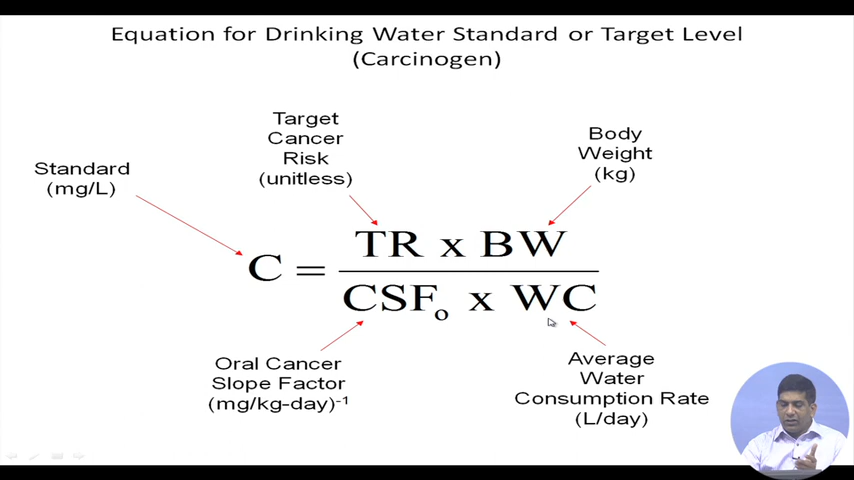 Equation for Drinking Water Standard or Target Level
(Carcinogen)
Target
Cancer
Risk
(unitless)
Body
Weight
(kg)
Standard
(mg/L)
C = TR x BW
CSFo x WC
Oral Cancer
Slope Factor
(mg/kg-day)-1
Average
Water
Consumption Rate
(L/day)